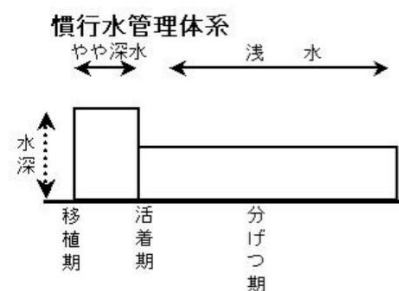 慣行水管理体系
やや深水
浅 水
水深
移植期
活着期
分げつ期